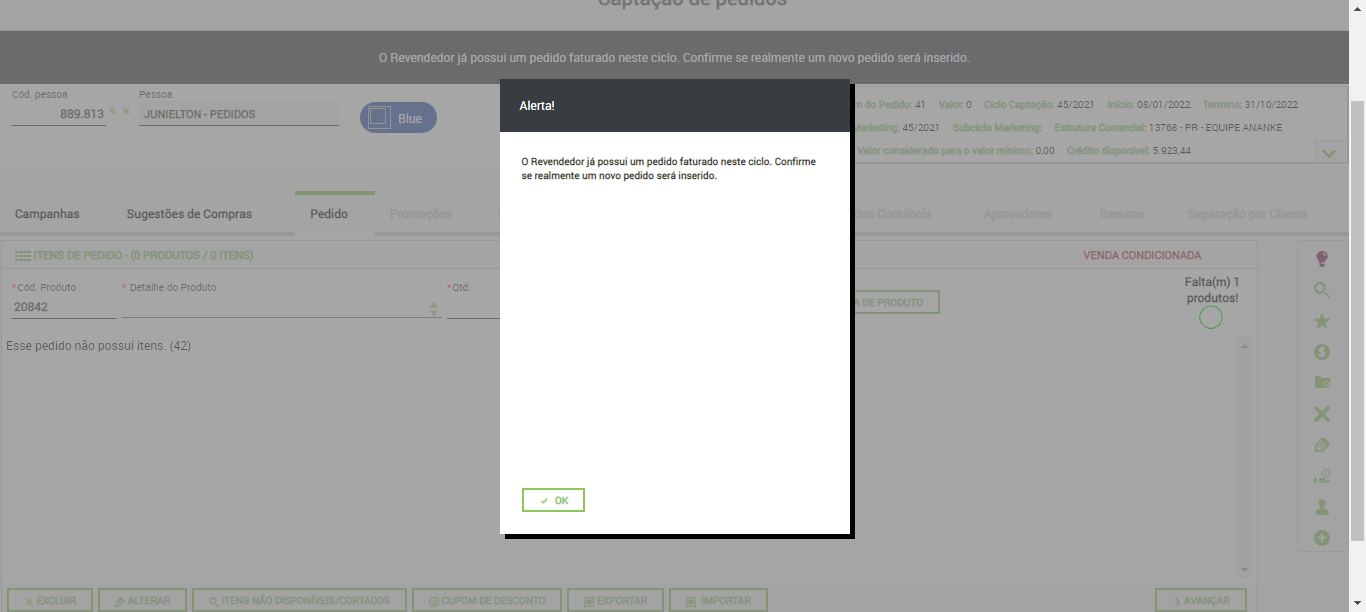 Captação de pedidos
O Revendedor já possui um pedido faturado neste ciclo. Confirme se realmente um novo pedido será inserido.
Cód. pessoa
Pessoa
889.813
JUNIELTON - PEDIDOS
Blue
Alerta!
m do Pedido: 41 Valor: 0 Ciclo Captação: 45/2021 Início: 08/01/2022 Termino: 31/10/2022
Marketing: 45/2021 Subciclo Marketing: Estrutura Comercial: 13768 - PR - EQUIPE ANANKE
Valor considerado para o valor mínimo: 0,00 Crédito disponível: 5.923,44
O Revendedor já possui um pedido faturado neste ciclo. Confirme
se realmente um novo pedido será inserido.
Campanhas Sugestões de Compras Pedido Promoções dos Contábeis Aprovadores Resumo Separação por Cliente
ITENS DE PEDIDO - (0 PRODUTOS / 0 ITENS)
VENDA CONDICIONADA
*Cód. Produto * Detalhe do Produto *Qtd.
20842
A DE PRODUTO
Falta(m) 1
produtos!
Esse pedido não possui itens. (42)
OK
EXCLUIR ALTERAR ITENS NÃO DISPONÍVEIS/CORTADOS CUPOM DE DESCONTO EXPORTAR IMPORTAR AVANÇAR